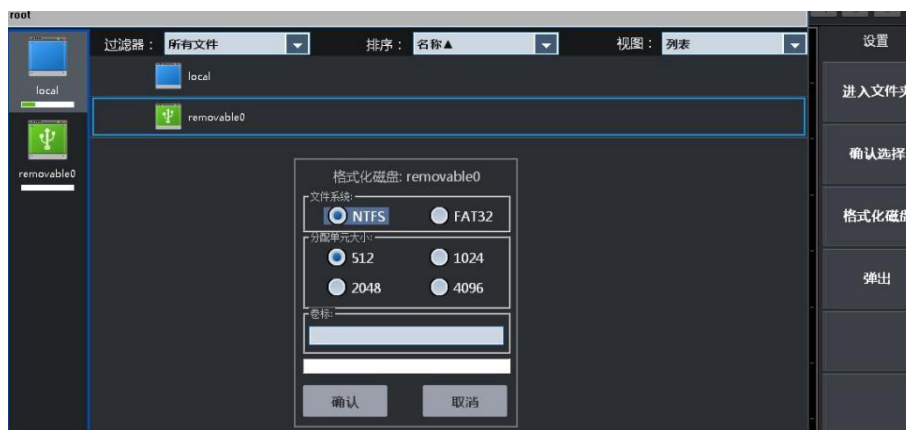 root
过滤器： 所有文件 排序： 名称▲ 视图： 列表 设置
local
removable0
local
removable0
格式化磁盘: removable0
文件系统:
NTFS FAT32
分配单元大小:
512 1024
2048 4096
卷标:
确认 取消
进入文件夹
确认选择
格式化磁盘
弹出